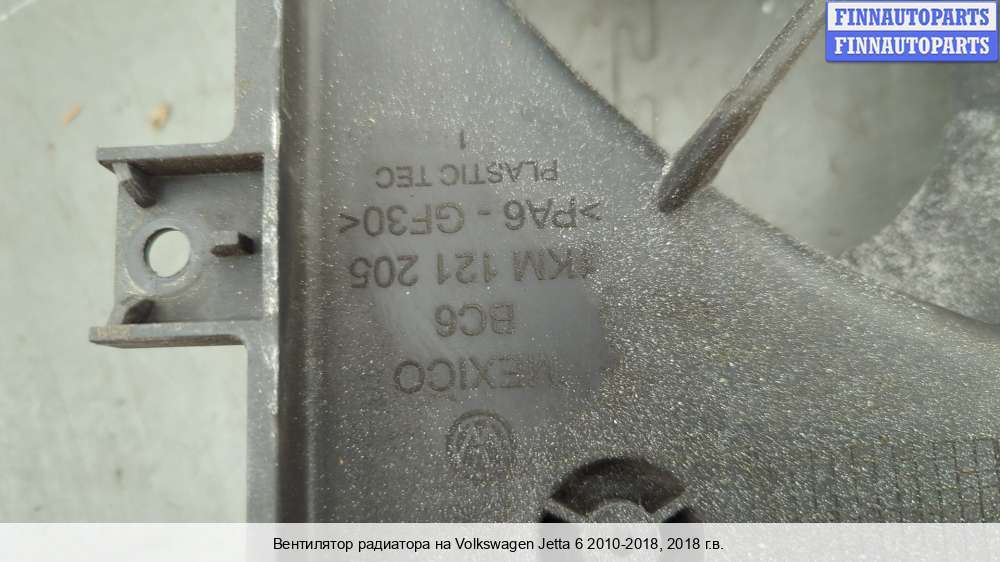 FINNAUTOPARTS
FINNAUTOPARTS
MEXICO
BC6
1KM 121 205
>PA6 - GF30<
PLASTIC TEC
1
Вентилятор радиатора на Volkswagen Jetta 6 2010-2018, 2018 г.в.